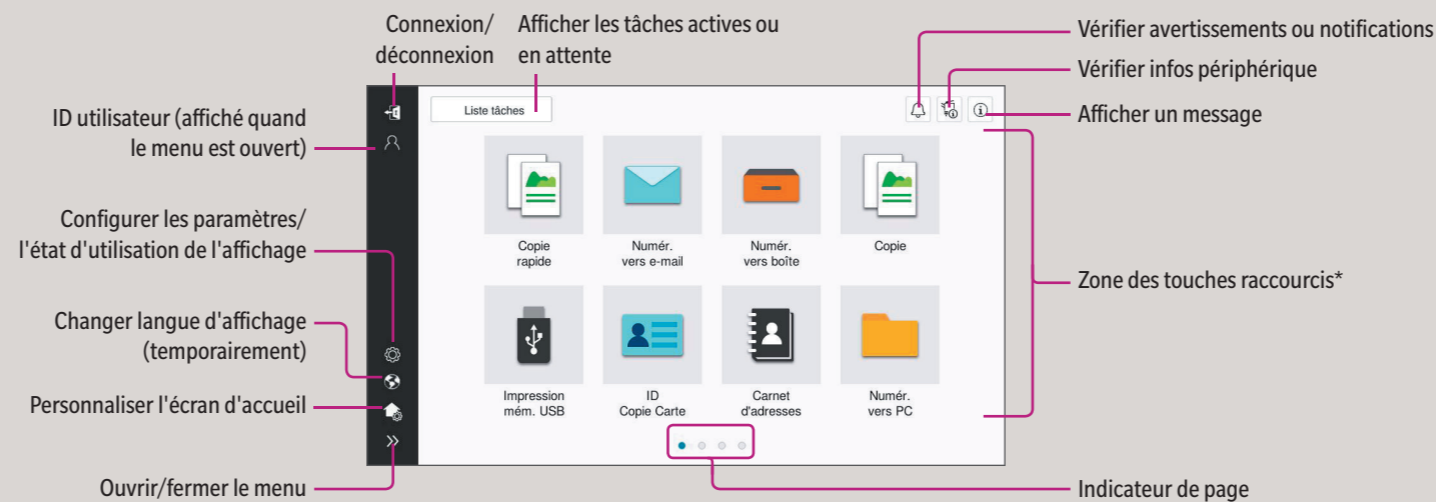 Connexion/
déconnexion
Afficher les tâches actives ou
en attente
Vérifier avertissements ou notifications
Vérifier infos périphérique
Afficher un message
ID utilisateur (affiché quand
le menu est ouvert)
Configurer les paramètres/
l'état d'utilisation de l'affichage
Changer langue d'affichage
(temporairement)
Personnaliser l'écran d'accueil
Ouvrir/fermer le menu
Liste tâches
Copie
rapide
Numér.
vers e-mail
Numér.
vers boîte
Copie
Impression
mém. USB
ID
Copie Carte
Carnet
d'adresses
Numér.
vers PC
Zone des touches raccourcis*
Indicateur de page